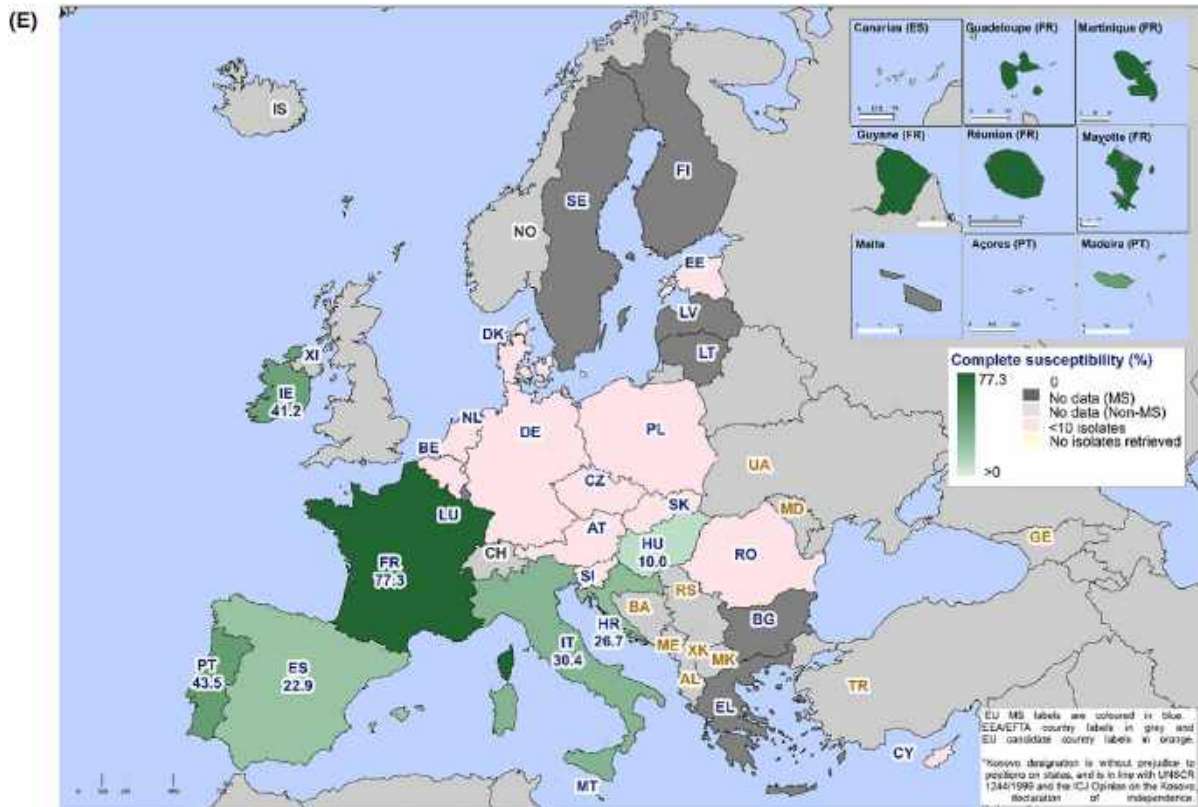 (E)
Canarias (ES)
Guadeloupe (FR)
Martinique (FR)
Guyane (FR)
Réunion (FR)
Mayotte (FR)
Malta
Açores (PT)
Madeira (PT)
IS
FI
SE
NO
EE
LV
LT
DK
XI
IE
41.2
NL
BE
DE
PL
LU
CZ
SK
AT
CH
HU
10.0
SI
RO
UA
MD
GE
FR
77.3
HR
26.7
BA
RS
IT
30.4
ME
XK
MK
AL
BG
EL
TR
PT
43.5
ES
22.9
MT
CY
Complete susceptibility (%)
77.3
>0
0
No data (MS)
No data (Non-MS)
<10 isolates
No isolates retrieved
EU MS labels are coloured in blue.
EEA/EFTA country labels in grey and
EU candidate country labels in orange.
*Kosovo designation is without prejudice to
positions on status, and is in line with UNSCR
1244/1999 and the ICJ Opinion on the Kosovo
declaration of independence